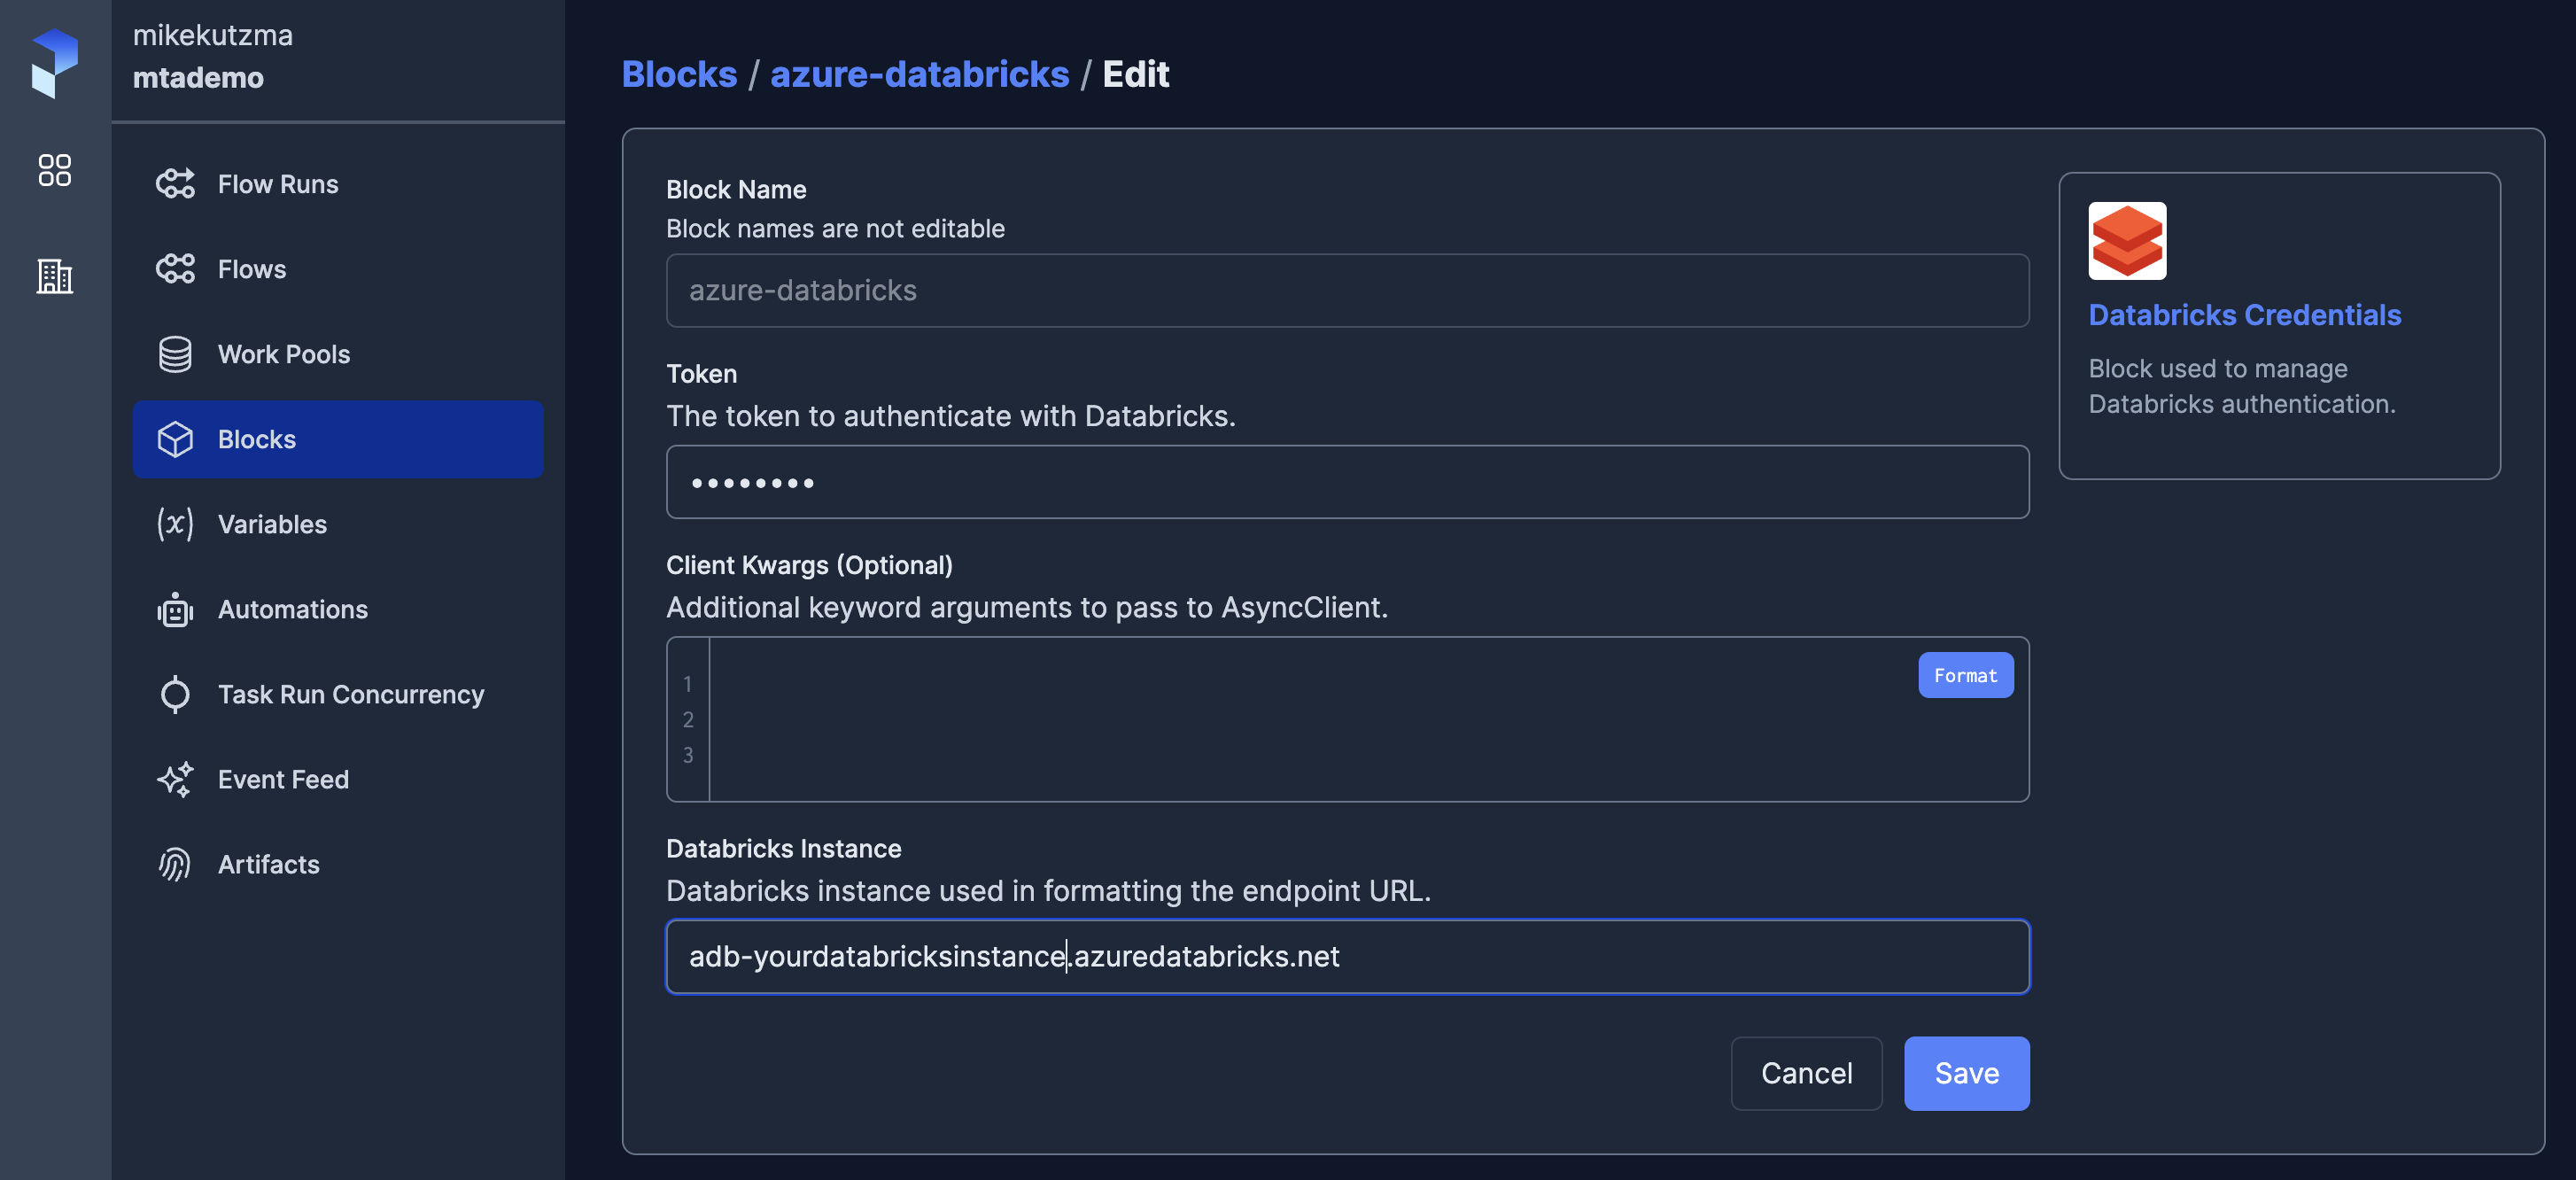 mikekutzma
mtademo
Flow Runs
Flows
Work Pools
Blocks
Variables
Automations
Task Run Concurrency
Event Feed
Artifacts
Blocks / azure-databricks / Edit
Block Name
Block names are not editable
azure-databricks
Token
The token to authenticate with Databricks.
••••••••
Client Kwargs (Optional)
Additional keyword arguments to pass to AsyncClient.
1
2
3
Format
Databricks Instance
Databricks instance used in formatting the endpoint URL.
adb-yourdatabricksinstance.azuredatabricks.net
Cancel
Save
Databricks Credentials
Block used to manage
Databricks authentication.